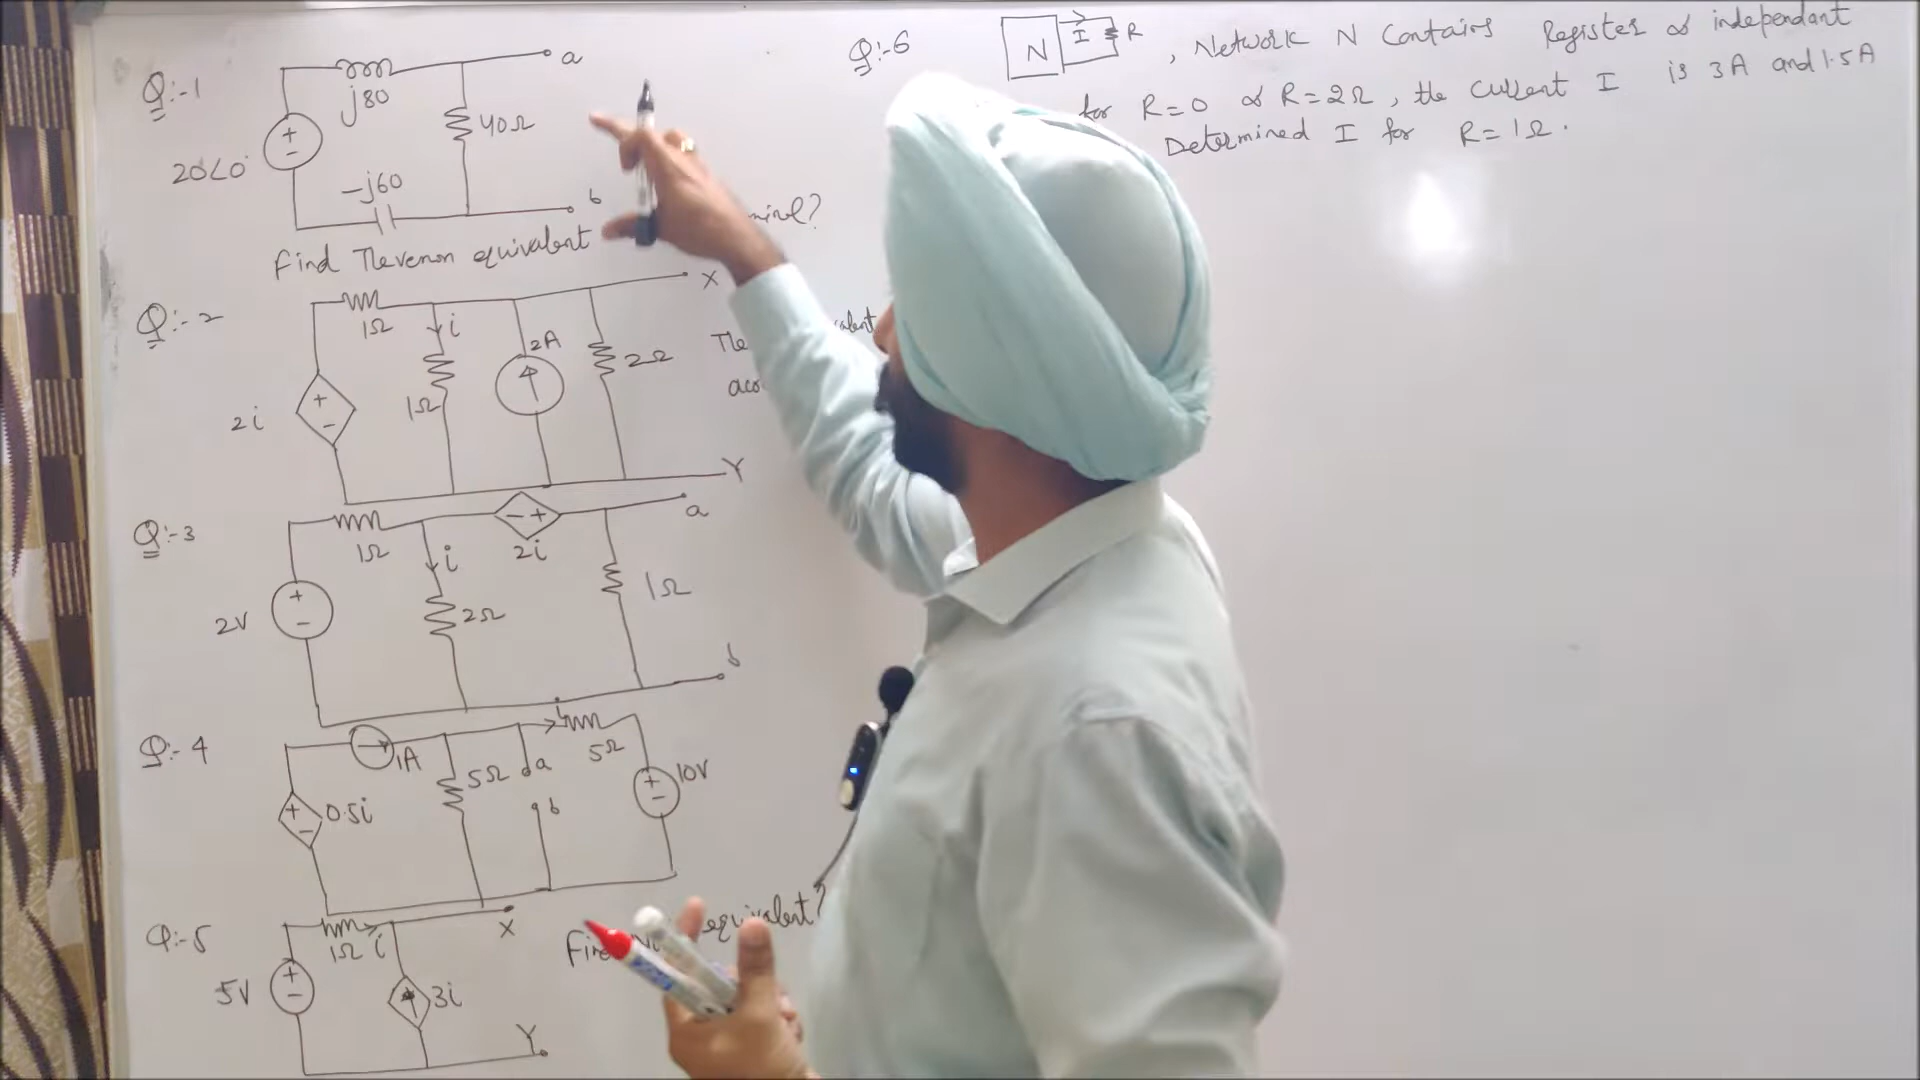 Q:-1
j80
a
20∠0
+
-
40Ω
-j60
b
Find Thevenon equivalent
Q:-2
1Ω
i
2A
2Ω
X
2i
+
-
1Ω
Y
Q:-3
1Ω
i
- +
2i
a
2V
+
-
2Ω
1Ω
b
Q:-4
1A
5Ω
a
5Ω
10V
+
-
0.5i
+
-
b
equivalent?
Q:-5
1Ω i
X
5V
+
-
3i
Y
Q:-6
N
I
R
, Network N Contains Register & independant
for R=0 & R=2Ω, the current I is 3A and 1.5A
Determined I for R=1Ω.